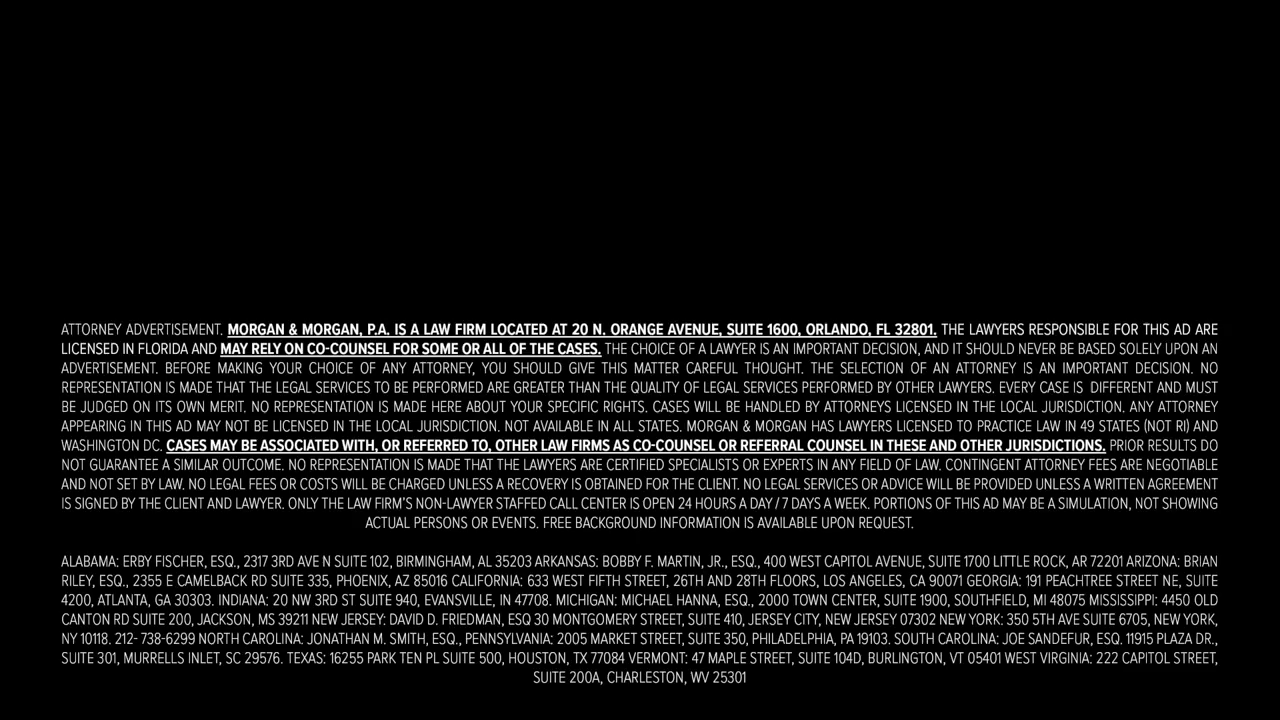 ATTORNEY ADVERTISEMENT. MORGAN & MORGAN, P.A. IS A LAW FIRM LOCATED AT 20 N. ORANGE AVENUE, SUITE 1600, ORLANDO, FL 32801. THE LAWYERS RESPONSIBLE FOR THIS AD ARE
LICENSED IN FLORIDA AND MAY RELY ON CO-COUNSEL FOR SOME OR ALL OF THE CASES. THE CHOICE OF A LAWYER IS AN IMPORTANT DECISION, AND IT SHOULD NEVER BE BASED SOLELY UPON AN
ADVERTISEMENT. BEFORE MAKING YOUR CHOICE OF ANY ATTORNEY, YOU SHOULD GIVE THIS MATTER CAREFUL THOUGHT. THE SELECTION OF AN ATTORNEY IS AN IMPORTANT DECISION. NO
REPRESENTATION IS MADE THAT THE LEGAL SERVICES TO BE PERFORMED ARE GREATER THAN THE QUALITY OF LEGAL SERVICES PERFORMED BY OTHER LAWYERS. EVERY CASE IS DIFFERENT AND MUST
BE JUDGED ON ITS OWN MERIT. NO REPRESENTATION IS MADE HERE ABOUT YOUR SPECIFIC RIGHTS. CASES WILL BE HANDLED BY ATTORNEYS LICENSED IN THE LOCAL JURISDICTION. ANY ATTORNEY
APPEARING IN THIS AD MAY NOT BE LICENSED IN THE LOCAL JURISDICTION. NOT AVAILABLE IN ALL STATES. MORGAN & MORGAN HAS LAWYERS LICENSED TO PRACTICE LAW IN 49 STATES (NOT RI) AND
WASHINGTON DC. CASES MAY BE ASSOCIATED WITH, OR REFERRED TO, OTHER LAW FIRMS AS CO-COUNSEL OR REFERRAL COUNSEL IN THESE AND OTHER JURISDICTIONS. PRIOR RESULTS DO
NOT GUARANTEE A SIMILAR OUTCOME. NO REPRESENTATION IS MADE THAT THE LAWYERS ARE CERTIFIED SPECIALISTS OR EXPERTS IN ANY FIELD OF LAW. CONTINGENT ATTORNEY FEES ARE NEGOTIABLE
AND NOT SET BY LAW. NO LEGAL FEES OR COSTS WILL BE CHARGED UNLESS A RECOVERY IS OBTAINED FOR THE CLIENT. NO LEGAL SERVICES OR ADVICE WILL BE PROVIDED UNLESS A WRITTEN AGREEMENT
IS SIGNED BY THE CLIENT AND LAWYER. ONLY THE LAW FIRM'S NON-LAWYER STAFFED CALL CENTER IS OPEN 24 HOURS A DAY / 7 DAYS A WEEK. PORTIONS OF THIS AD MAY BE A SIMULATION, NOT SHOWING
ACTUAL PERSONS OR EVENTS. FREE BACKGROUND INFORMATION IS AVAILABLE UPON REQUEST.
ALABAMA: ERBY FISCHER, ESQ., 2317 3RD AVE N SUITE 102, BIRMINGHAM, AL 35203 ARKANSAS: BOBBY F. MARTIN, JR., ESQ., 400 WEST CAPITOL AVENUE, SUITE 1700 LITTLE ROCK, AR 72201 ARIZONA: BRIAN
RILEY, ESQ., 2355 E CAMELBACK RD SUITE 335, PHOENIX, AZ 85016 CALIFORNIA: 633 WEST FIFTH STREET, 26TH AND 28TH FLOORS, LOS ANGELES, CA 90071 GEORGIA: 191 PEACHTREE STREET NE, SUITE
4200, ATLANTA, GA 30303. INDIANA: 20 NW 3RD ST SUITE 940, EVANSVILLE, IN 47708. MICHIGAN: MICHAEL HANNA, ESQ., 2000 TOWN CENTER, SUITE 1900, SOUTHFIELD, MI 48075 MISSISSIPPI: 4450 OLD
CANTON RD SUITE 200, JACKSON, MS 39211 NEW JERSEY: DAVID D. FRIEDMAN, ESQ 30 MONTGOMERY STREET, SUITE 410, JERSEY CITY, NEW JERSEY 07302 NEW YORK: 350 5TH AVE SUITE 6705, NEW YORK,
NY 10118. 212- 738-6299 NORTH CAROLINA: JONATHAN M. SMITH, ESQ., PENNSYLVANIA: 2005 MARKET STREET, SUITE 350, PHILADELPHIA, PA 19103. SOUTH CAROLINA: JOE SANDEFUR, ESQ. 11915 PLAZA DR.,
SUITE 301, MURRELLS INLET, SC 29576. TEXAS: 16255 PARK TEN PL SUITE 500, HOUSTON, TX 77084 VERMONT: 47 MAPLE STREET, SUITE 104D, BURLINGTON, VT 05401 WEST VIRGINIA: 222 CAPITOL STREET,
SUITE 200A, CHARLESTON, WV 25301